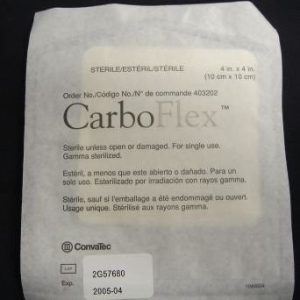 STERILE/ESTÉRIL/STÉRILE
4 in. x 4 in.
(10 cm x 10 cm)
Order No./Código No./N° de commande 403202
CarboFlex™
Sterile unless open or damaged. For single use.
Gamma sterilized.
Estéril, a menos que este abierto o dañado. Para un
solo uso. Esterilizado por irradiación con rayos gamma.
Stérile, sauf si l'emballage a été endommagé ou ouvert.
Usage unique. Stérilisé aux rayons gamma.
ConvaTec
LOT 2G57680
Exp. 2005-04